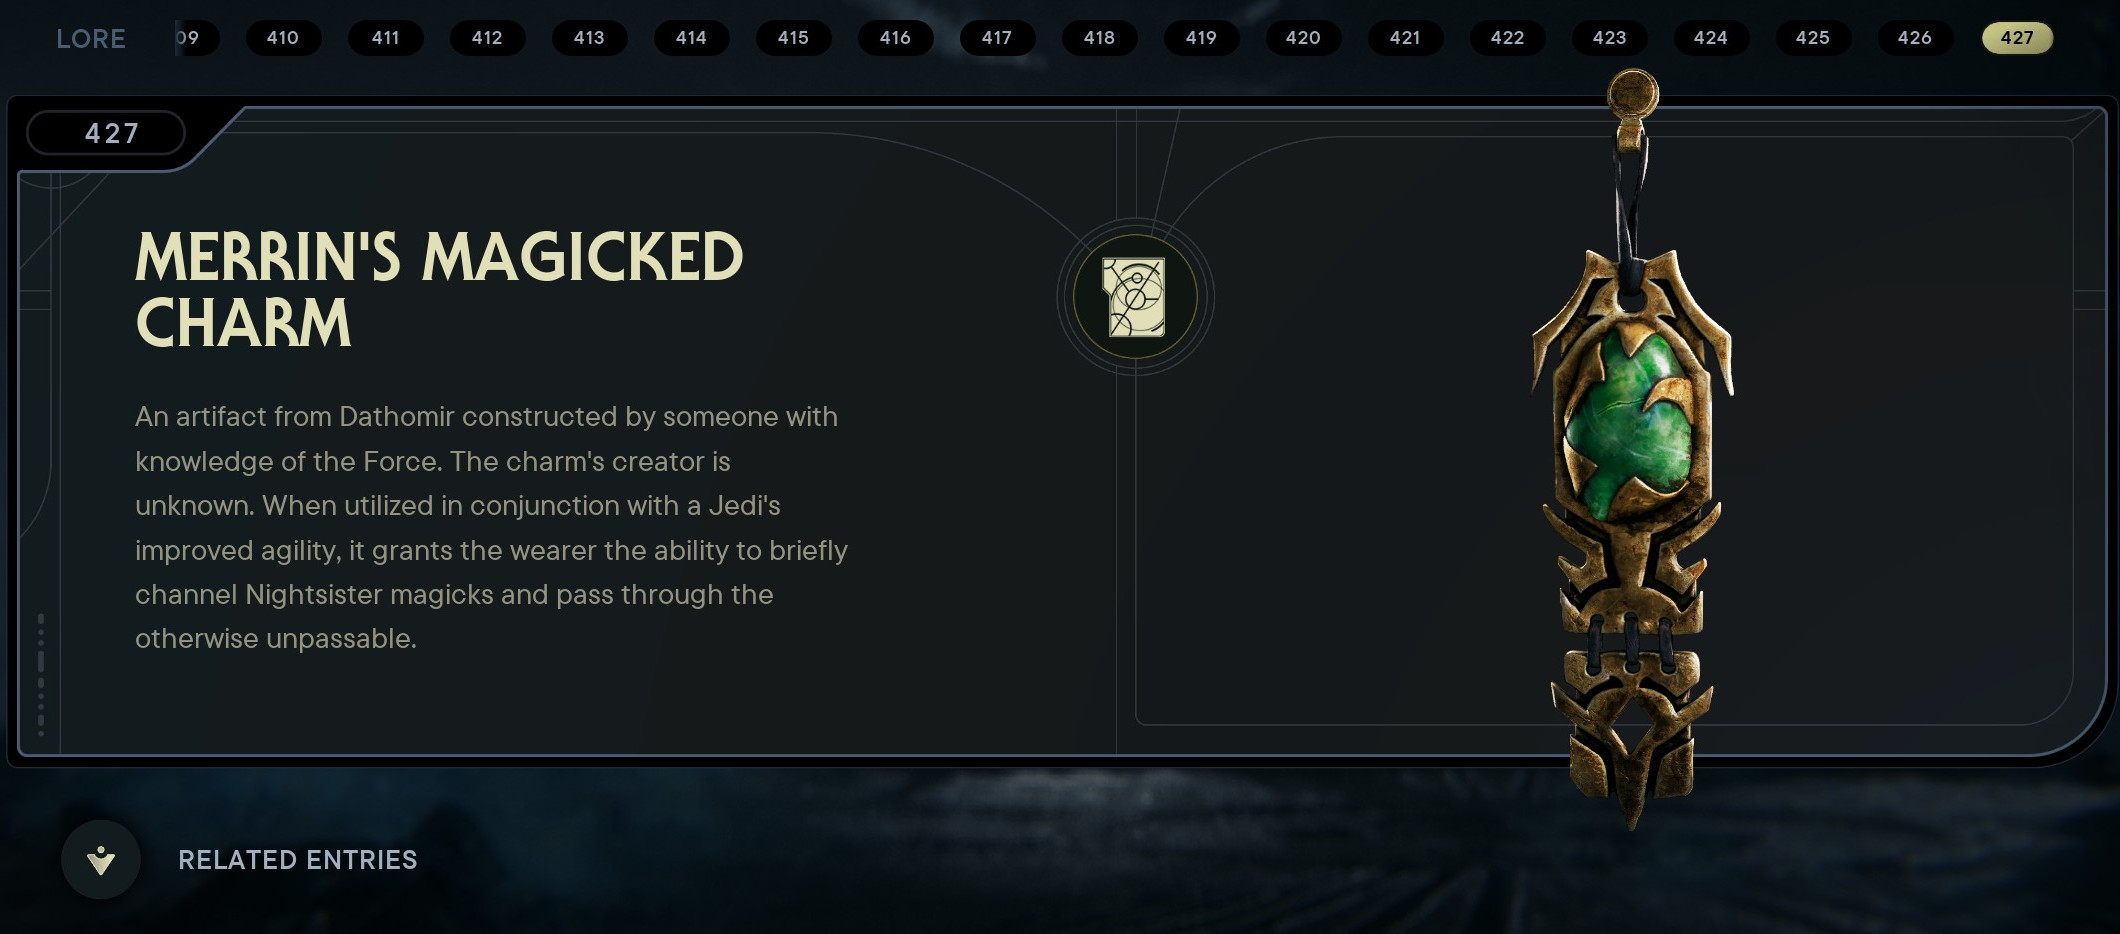 LORE 09 410 411 412 413 414 415 416 417 418 419 420 421 422 423 424 425 426 427
427
MERRIN'S MAGICKED
CHARM
An artifact from Dathomir constructed by someone with
knowledge of the Force. The charm's creator is
unknown. When utilized in conjunction with a Jedi's
improved agility, it grants the wearer the ability to briefly
channel Nightsister magicks and pass through the
otherwise unpassable.
RELATED ENTRIES